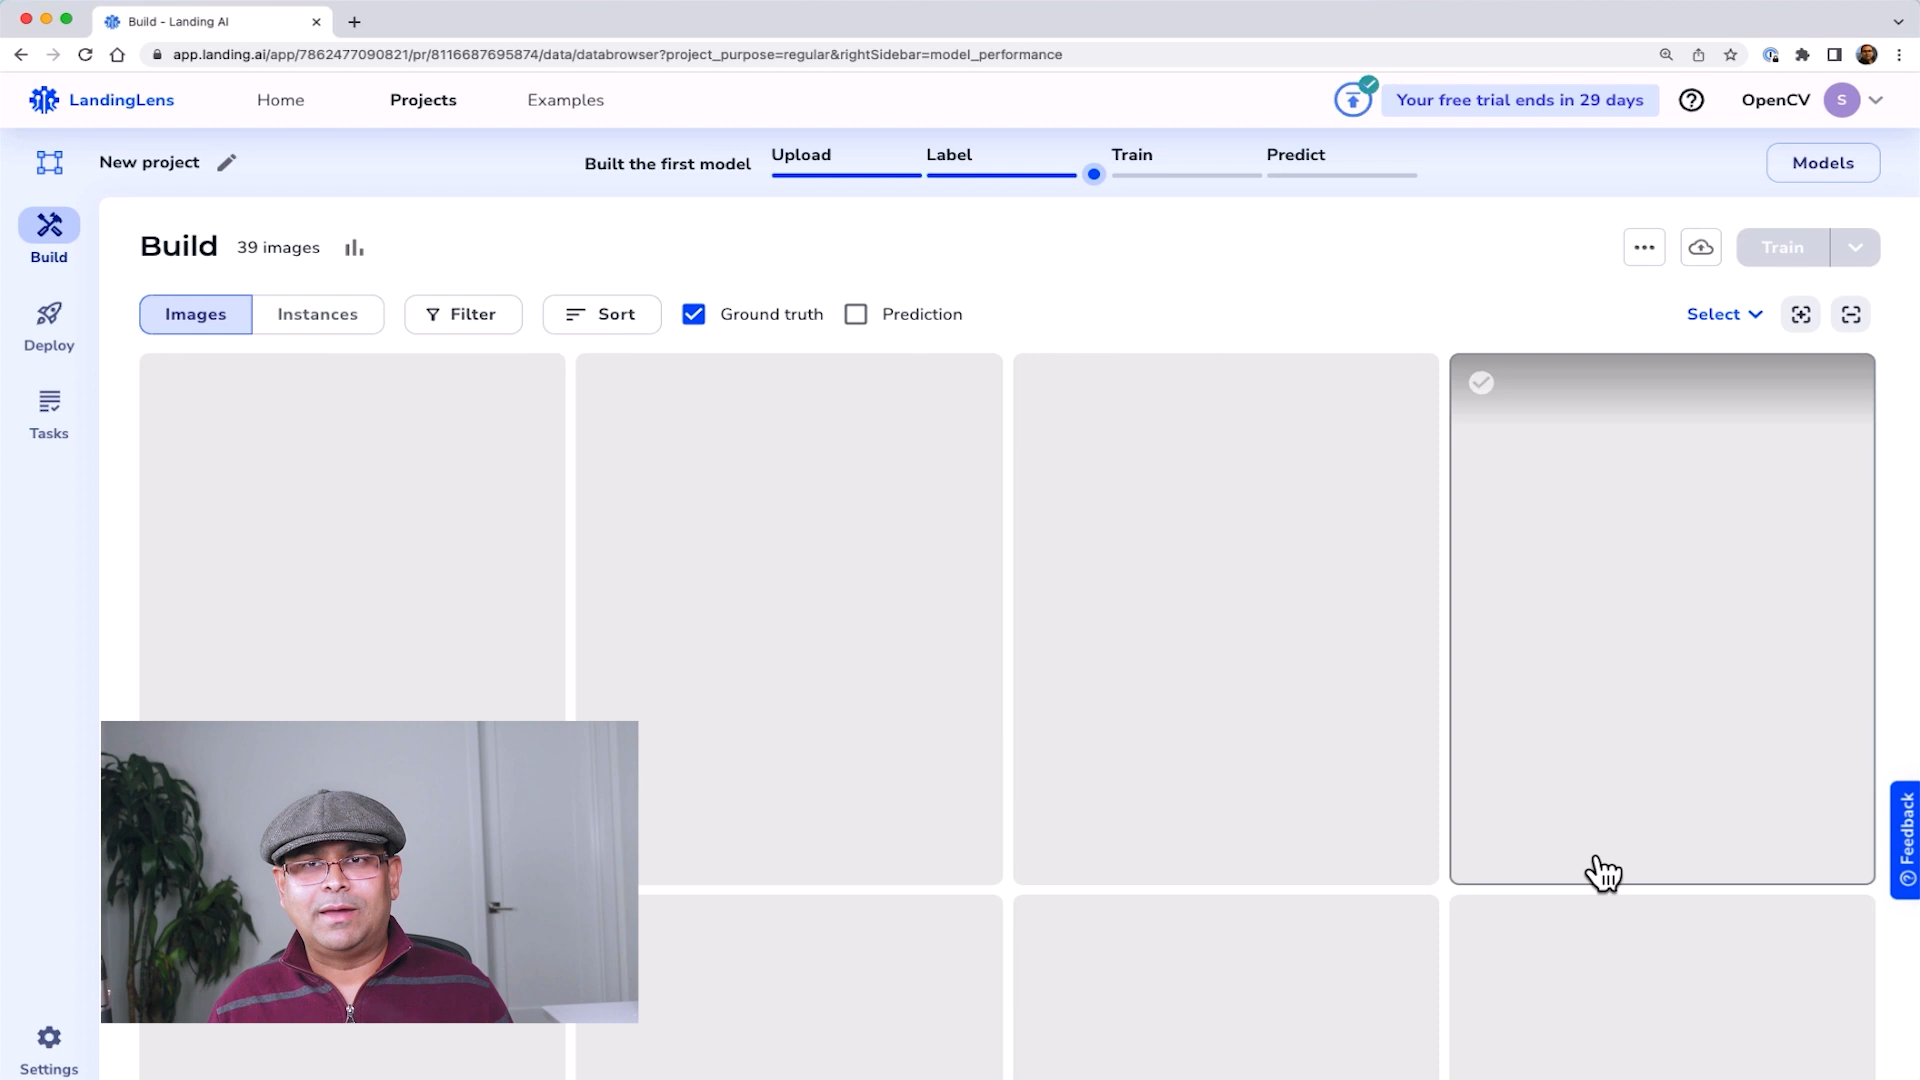 Build - Landing AI
app.landing.ai/app/7862477090821/pr/8116687695874/data/databrowser?project_purpose=regular&rightSidebar=model_performance
LandingLens
Home
Projects
Examples
Your free trial ends in 29 days
OpenCV
S
New project
Built the first model
Upload
Label
Train
Predict
Models
Build
39 images
Train
Build
Images
Instances
Filter
Sort
Ground truth
Prediction
Select
Deploy
Tasks
Feedback
Settings